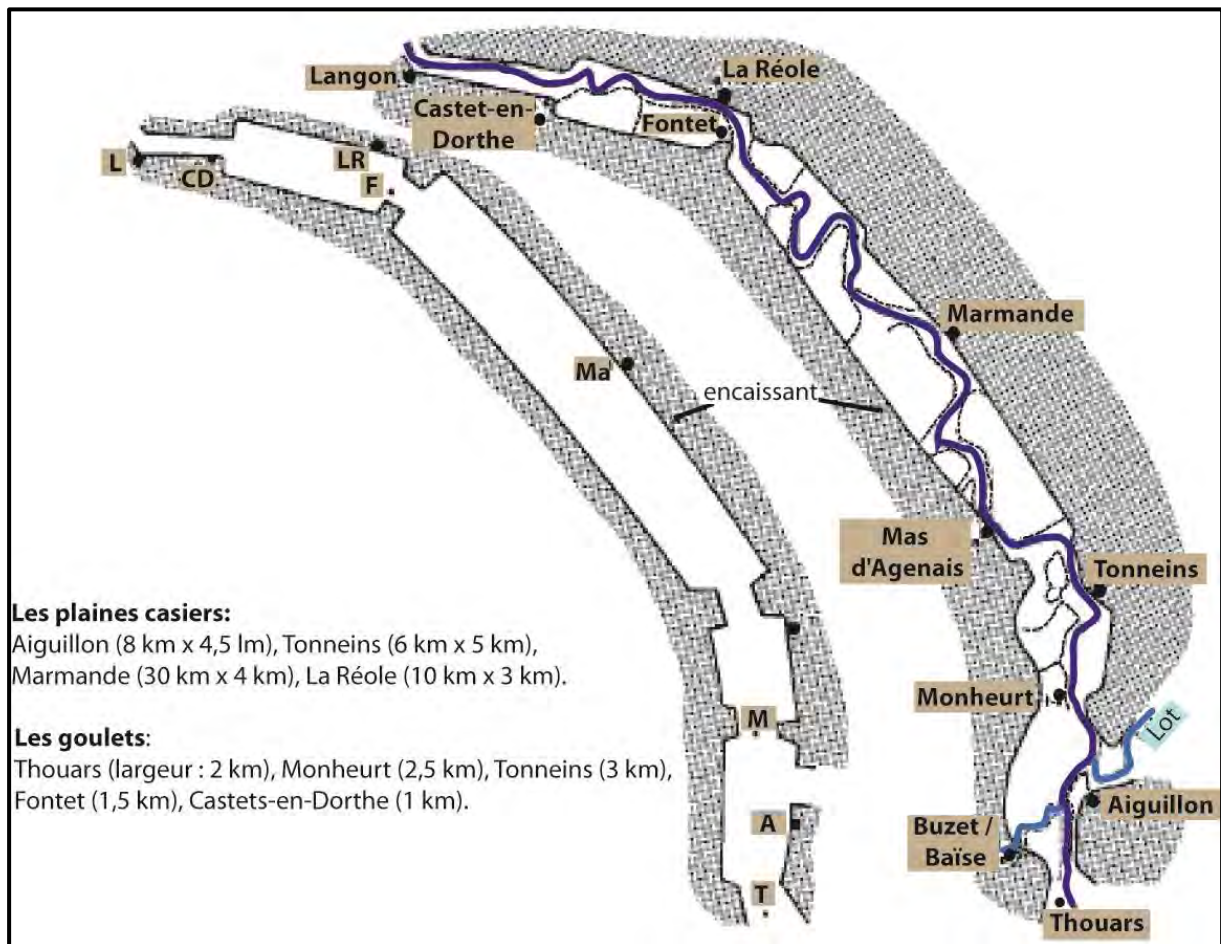 Langon
La Réole
Castet-en-
Dorthe
Fontet
L
CD
LR
F
Marmande
Ma
encaissant
Mas
d'Agenais
Tonneins
Les plaines casiers:
Aiguillon (8 km x 4,5 lm), Tonneins (6 km x 5 km),
Marmande (30 km x 4 km), La Réole (10 km x 3 km).
Monheurt
M
Lot
Les goulets:
Thouars (largeur : 2 km), Monheurt (2,5 km), Tonneins (3 km),
Fontet (1,5 km), Castets-en-Dorthe (1 km).
Aiguillon
A
Buzet /
Baïse
T
Thouars